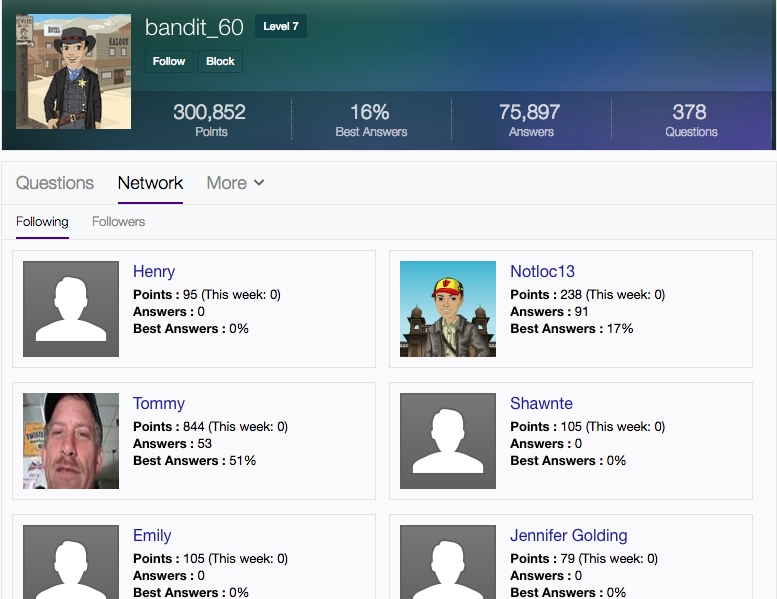 bandit_60 Level 7
Follow Block
300,852 16% 75,897 378
Points Best Answers Answers Questions
Questions Network More
Following Followers
Henry
Points : 95 (This week: 0)
Answers : 0
Best Answers : 0%
Notloc13
Points : 238 (This week: 0)
Answers : 91
Best Answers : 17%
Tommy
Points : 844 (This week: 0)
Answers : 53
Best Answers : 51%
Shawnte
Points : 105 (This week: 0)
Answers : 0
Best Answers : 0%
Emily
Points : 105 (This week: 0)
Answers : 0
Best Answers : 0%
Jennifer Golding
Points : 79 (This week: 0)
Answers : 0
Best Answers : 0%
HOTEL
SALOON